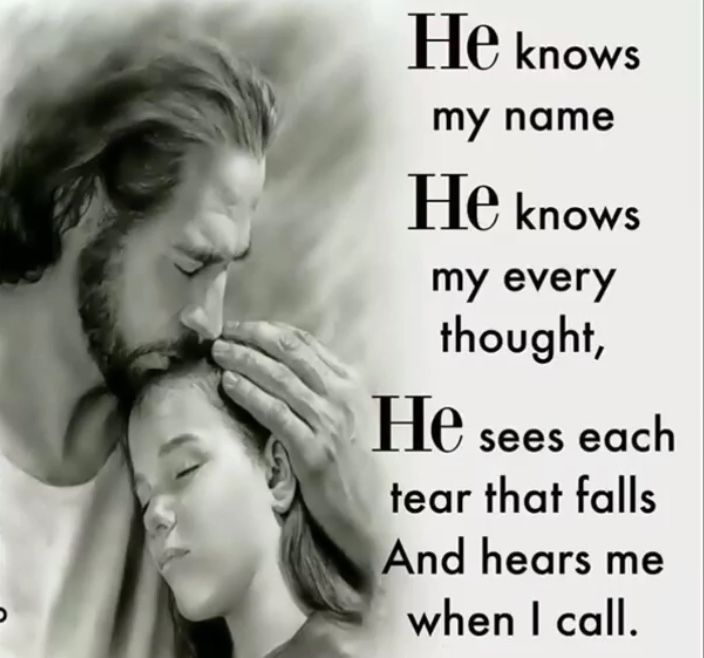 He knows
my name
He knows
my every
thought,
He sees each
tear that falls
And hears me
when I call.